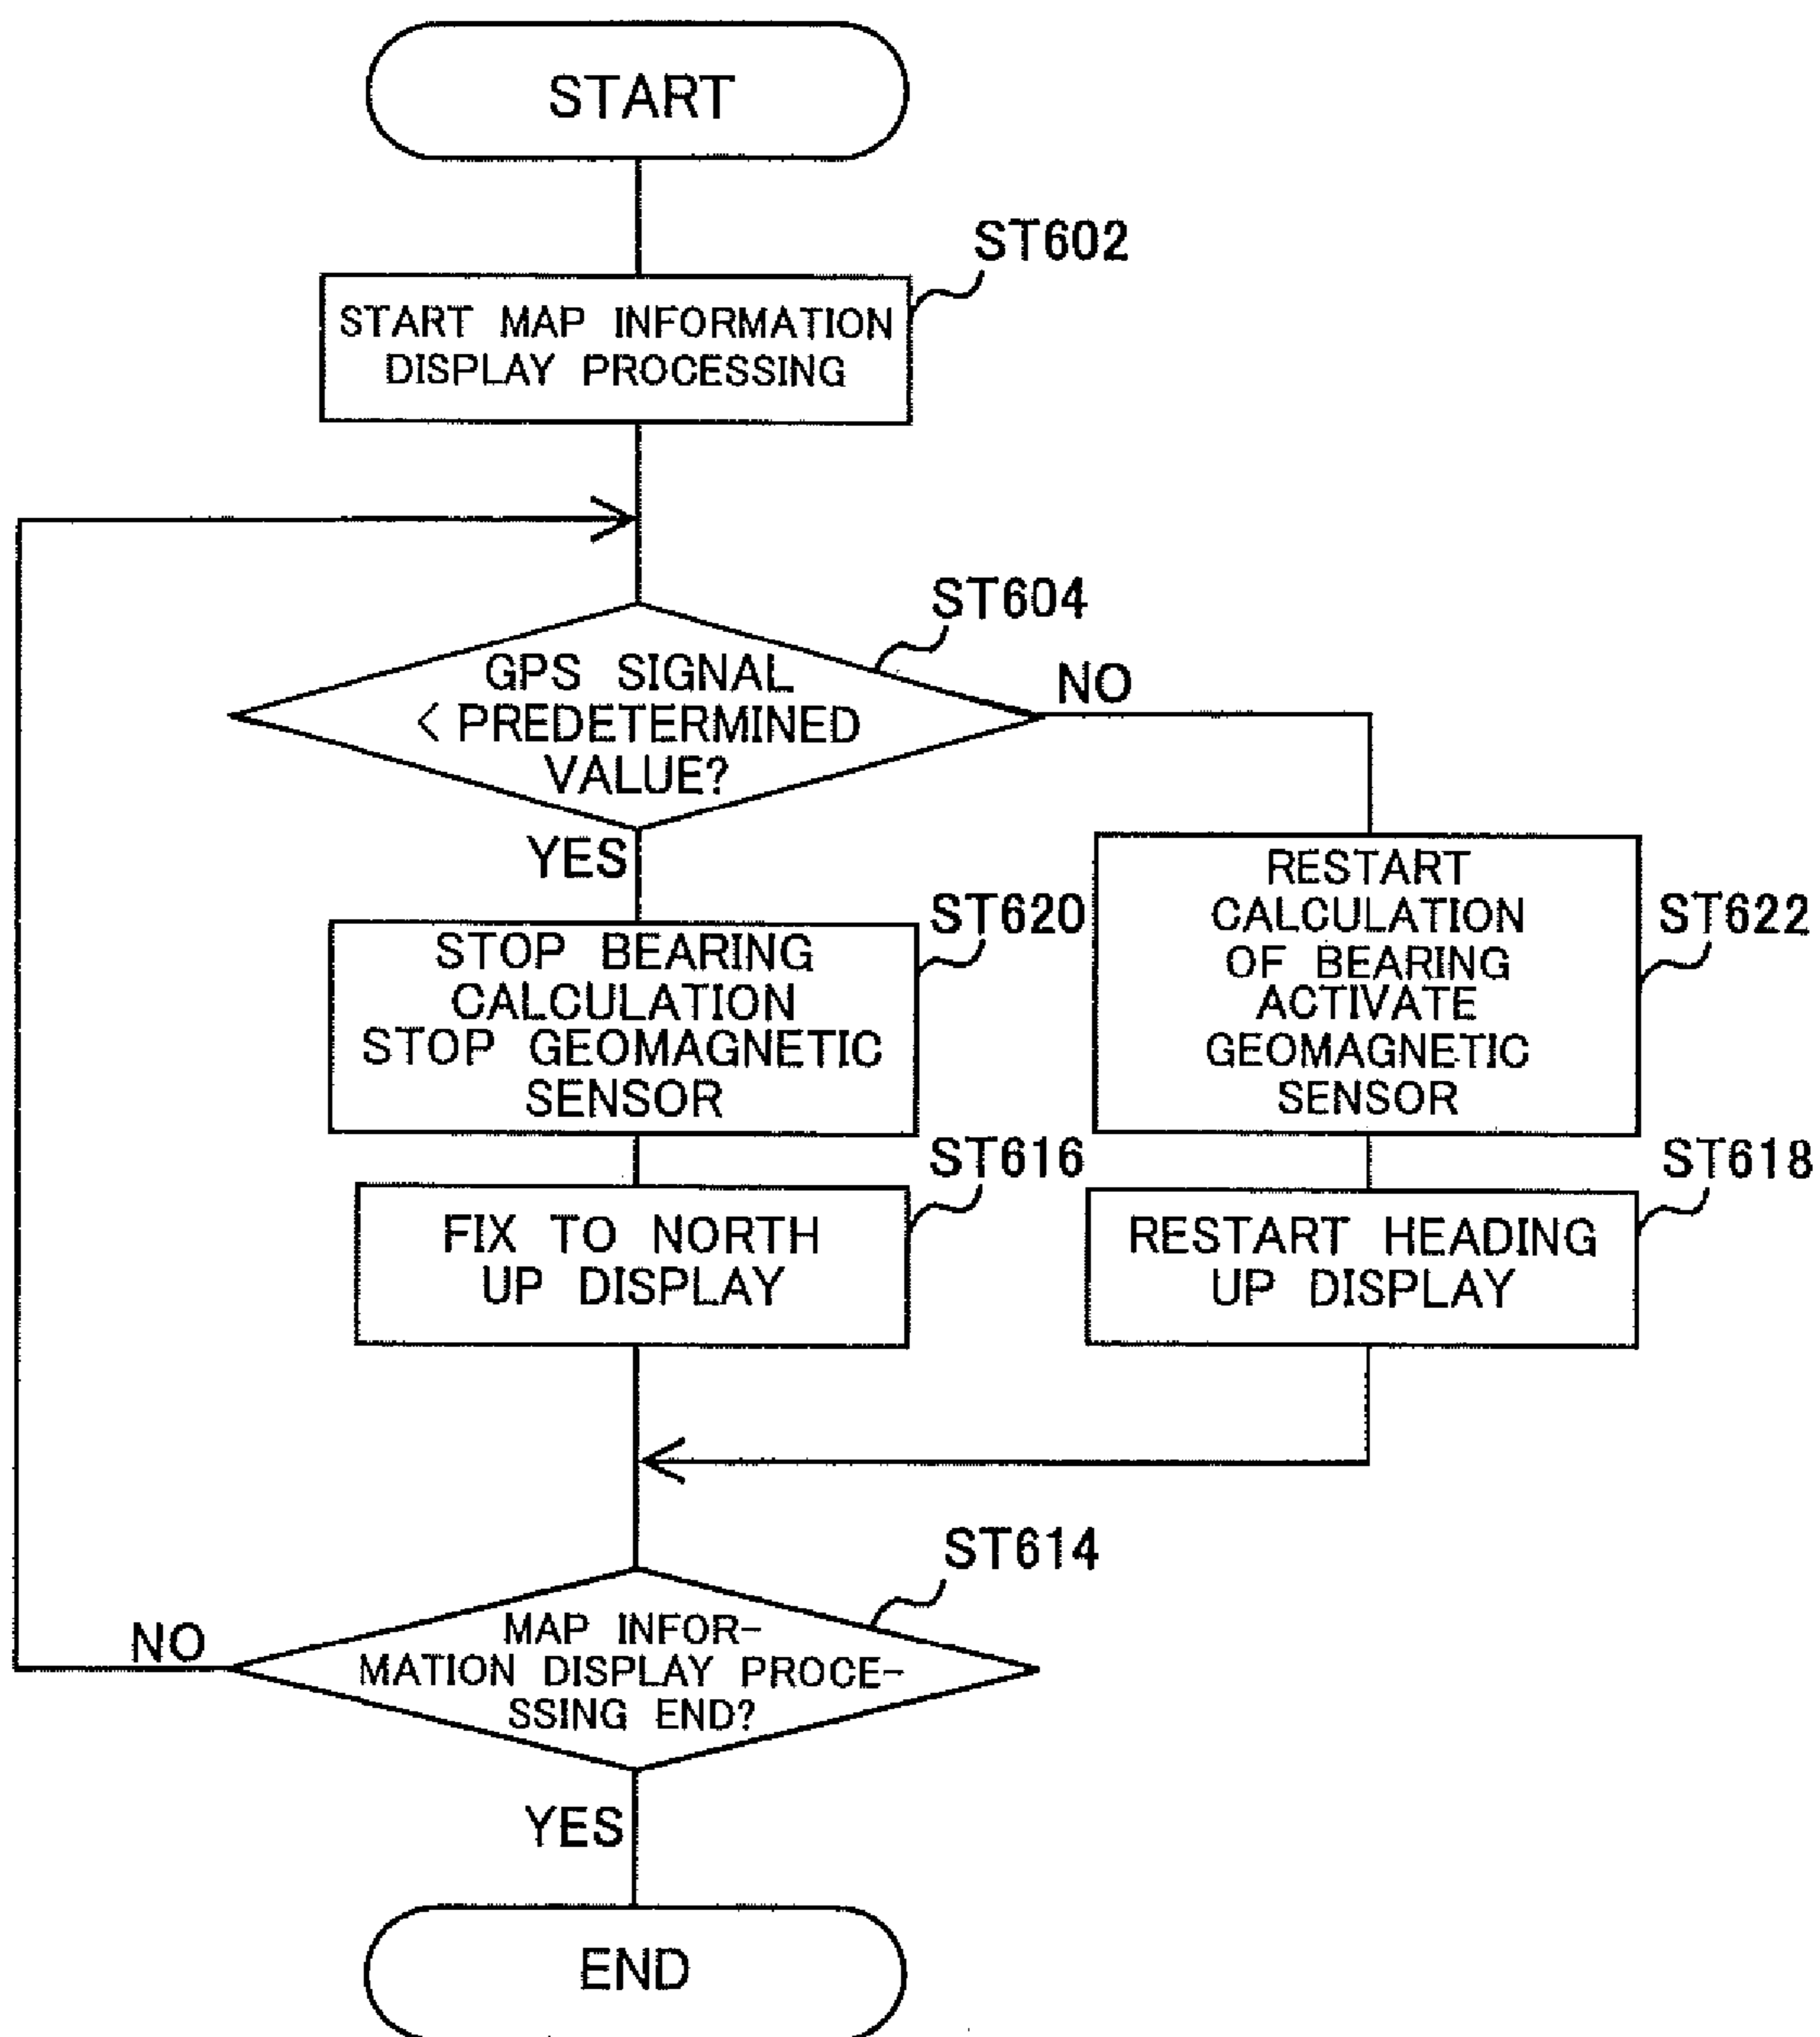 START
ST602
START MAP INFORMATION
DISPLAY PROCESSING
ST604
GPS SIGNAL
< PREDETERMINED
VALUE?
NO
YES
ST620
STOP BEARING
CALCULATION
STOP GEOMAGNETIC
SENSOR
ST622
RESTART
CALCULATION
OF BEARING
ACTIVATE
GEOMAGNETIC
SENSOR
ST616
FIX TO NORTH
UP DISPLAY
ST618
RESTART HEADING
UP DISPLAY
ST614
MAP INFOR-
MATION DISPLAY PROCE-
SSING END?
NO
YES
END